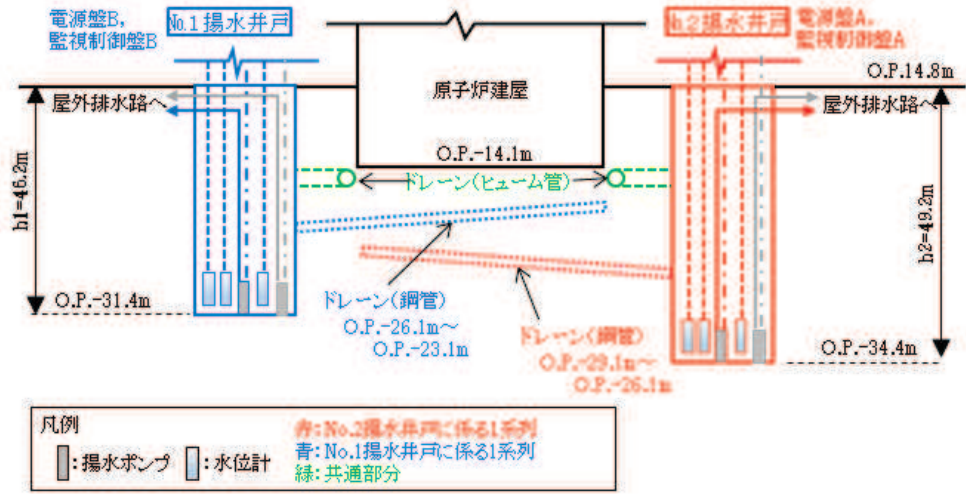 電源盤B,
監視制御盤B
No.1揚水井戸
No.2揚水井戸
電源盤A,
監視制御盤A
O.P.14.8m
屋外排水路へ
原子炉建屋
屋外排水路へ
O.P.-14.1m
ドレーン(ヒューム管)
h1=46.2m
h2=49.2m
ドレーン(鋼管)
O.P.-26.1m～
O.P.-23.1m
O.P.-31.4m
ドレーン(鋼管)
O.P.-29.1m～
O.P.-26.1m
O.P.-34.4m
凡例
:揚水ポンプ
:水位計
赤:No.2揚水井戸に係る1系列
青:No.1揚水井戸に係る1系列
緑:共通部分